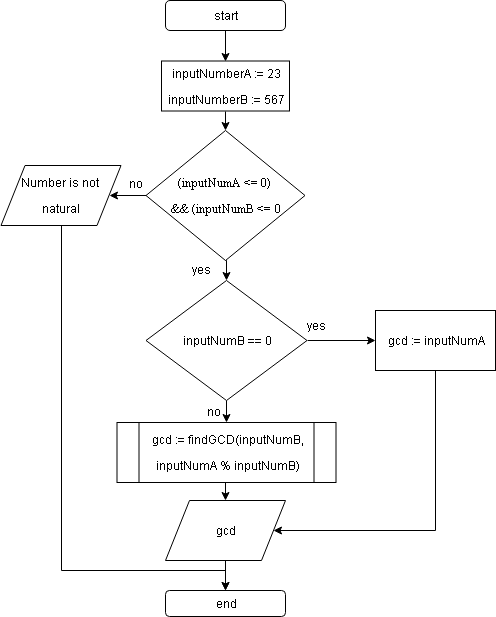 start
inputNumberA := 23
inputNumberB := 567
(inputNumA <= 0)
&& (inputNumB <= 0
no
Number is not
natural
yes
inputNumB == 0
yes
gcd := inputNumA
no
gcd := findGCD(inputNumB,
inputNumA % inputNumB)
gcd
end